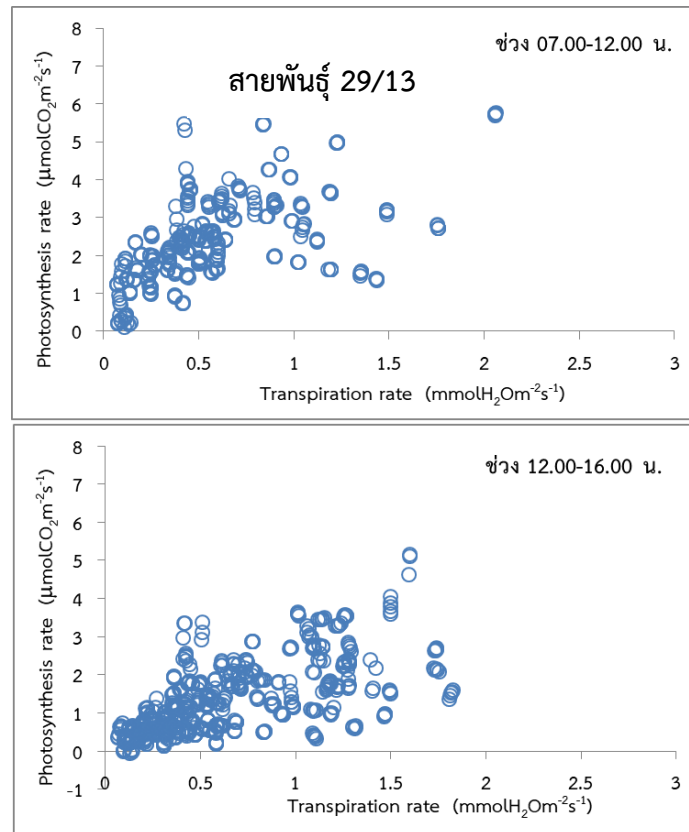 ช่วง 07.00-12.00 น.
สายพันธุ์ 29/13
Photosynthesis rate (µmolCO₂m⁻²s⁻¹)
8
7
6
5
4
3
2
1
0
0 0.5 1 1.5 2 2.5 3
Transpiration rate (mmolH₂Om⁻²s⁻¹)
ช่วง 12.00-16.00 น.
Photosynthesis rate (µmolCO₂m⁻²s⁻¹)
8
7
6
5
4
3
2
1
0
-1
0 0.5 1 1.5 2 2.5 3
Transpiration rate (mmolH₂Om⁻²s⁻¹)